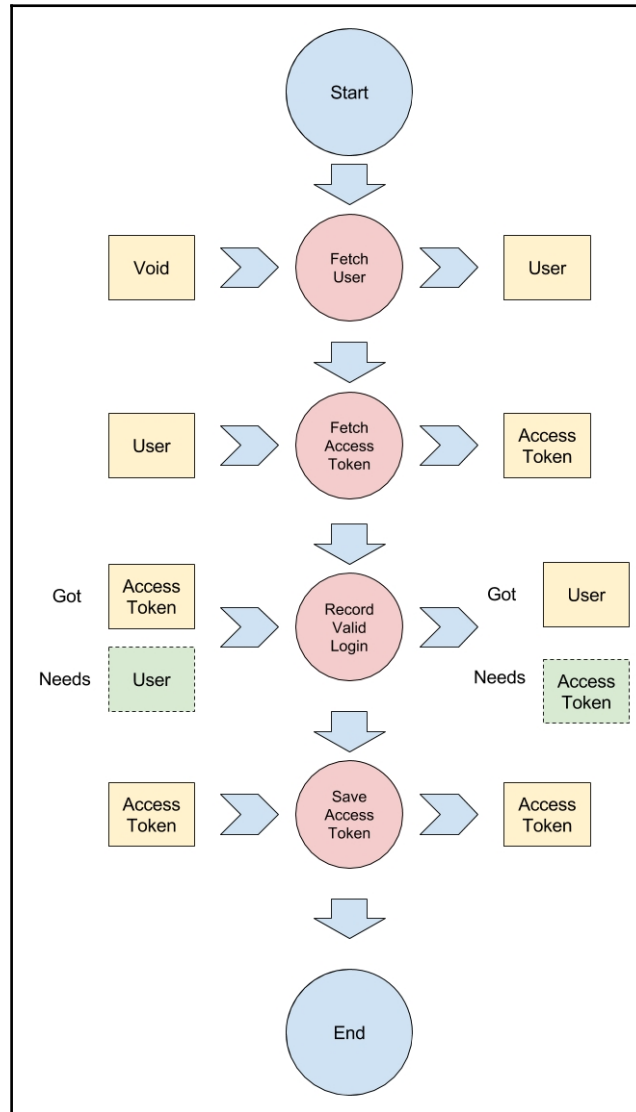 Start
Void
Fetch
User
User
User
Fetch
Access
Token
Access
Token
Got
Access
Token
Needs
User
Record
Valid
Login
Got
User
Needs
Access
Token
Access
Token
Save
Access
Token
Access
Token
End